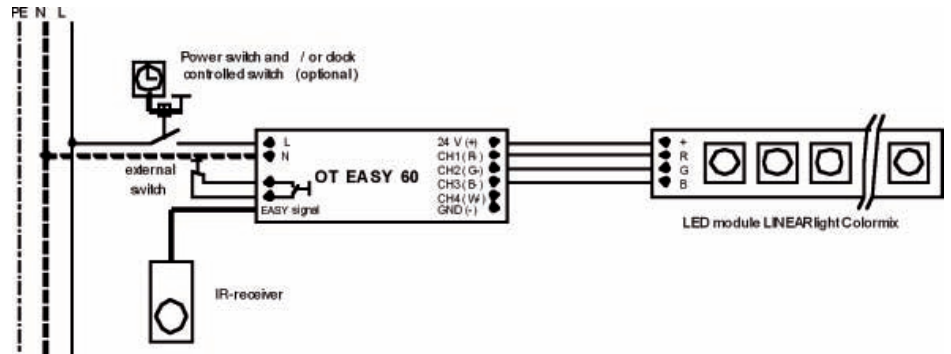 PE N L
Power switch and / or clock
controlled switch (optional)
external
switch
L
N
EASY signal
OT EASY 60
24 V (+)
CH1 (R-)
CH2 (G-)
CH3 (B-)
CH4 (W-)
GND (-)
+
R
G
B
LED module LINEARlight Colormix
IR-receiver